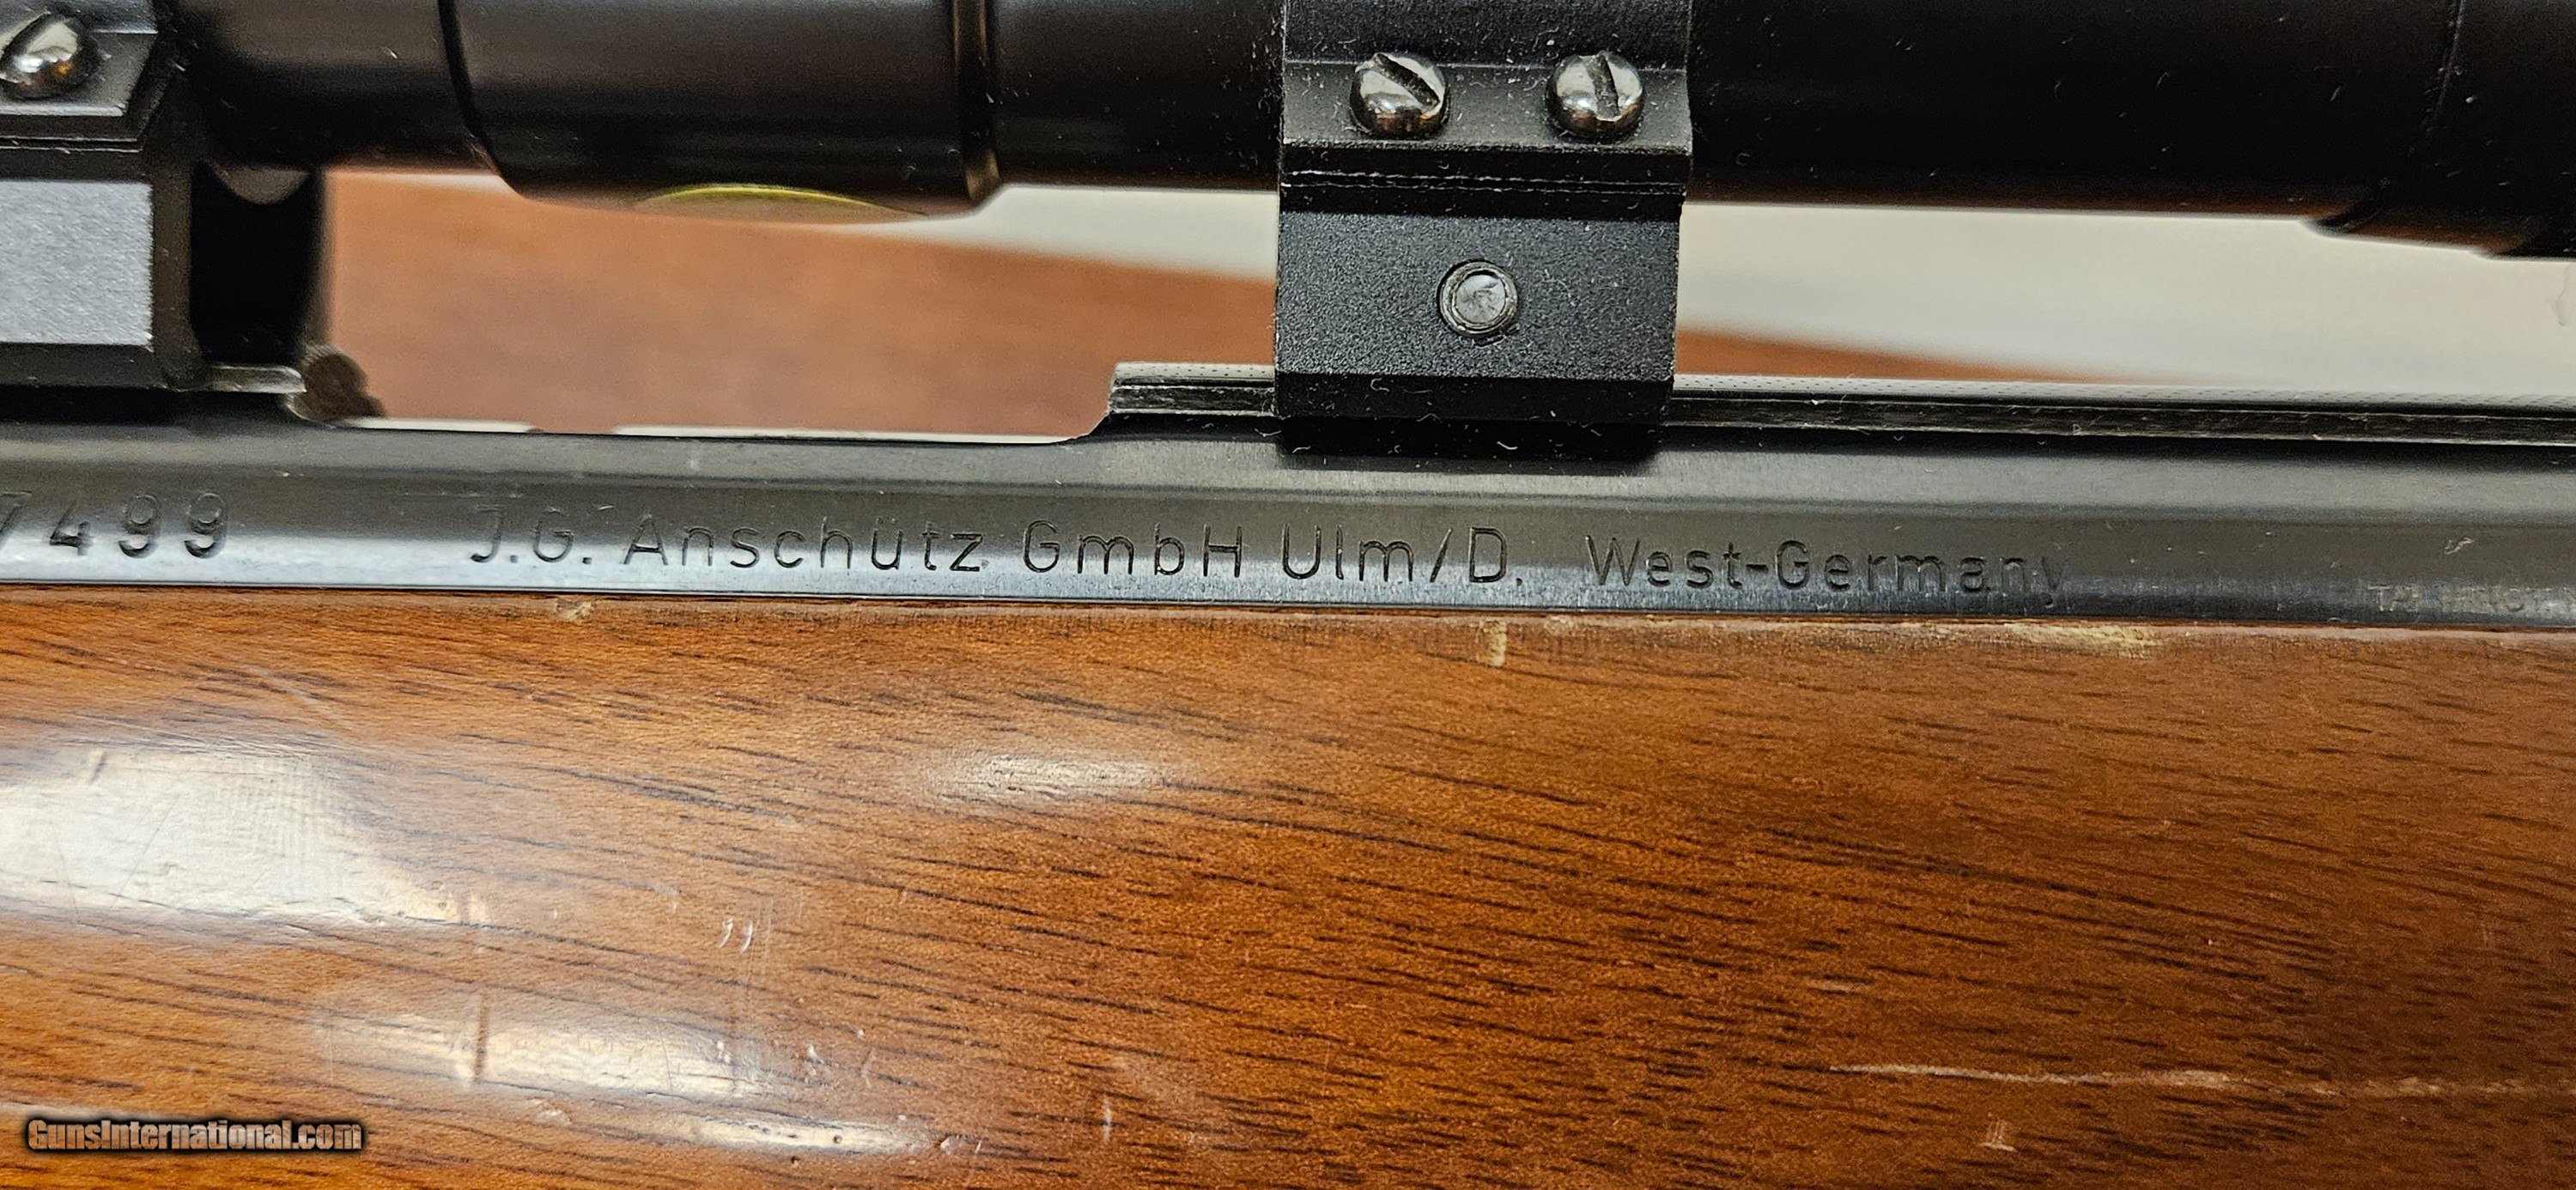 7499 J.G. Anschütz GmbH Ulm/D. West-Germany
GunsInternational.com